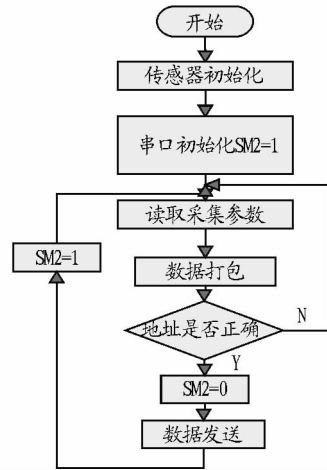 开始
传感器初始化
串口初始化SM2=1
读取采集参数
SM2=1
数据打包
地址是否正确
N
Y
SM2=0
数据发送